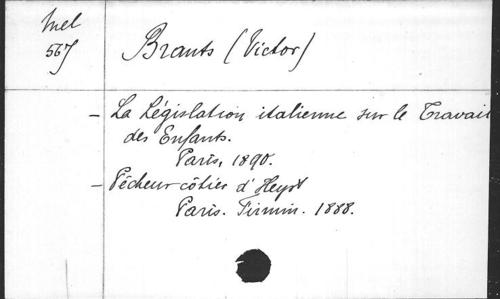 Mel
567
Brants (Victor)
- La Législation italienne sur le Travail
des Enfants.
Paris, 1890.
- Pêcheur côtier d'Heyst
Paris. Firmin. 1888.